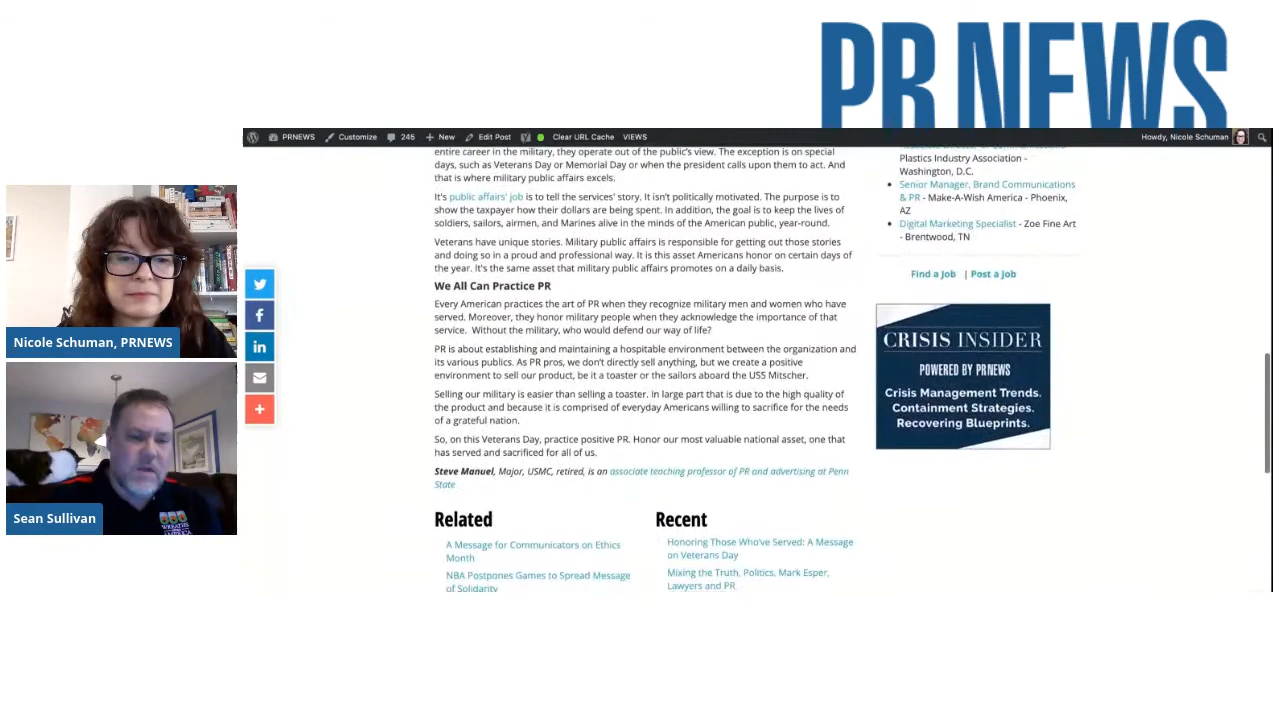 PR NEWS
PRNEWS Customize 245 New Edit Post Clear URL Cache VIEWS Howdy, Nicole Schuman
entire career in the military, they operate out of the public's view. The exception is on special
days, such as Veterans Day or Memorial Day or when the president calls upon them to act. And
that is where military public affairs excels.
It's public affairs' job is to tell the services' story. It isn't politically motivated. The purpose is to
show the taxpayer how their dollars are being spent. In addition, the goal is to keep the lives of
soldiers, sailors, airmen, and Marines alive in the minds of the American public, year-round.
Veterans have unique stories. Military public affairs is responsible for getting out those stories
and doing so in a proud and professional way. It is this asset Americans honor on certain days of
the year. It's the same asset that military public affairs promotes on a daily basis.
We All Can Practice PR
Every American practices the art of PR when they recognize military men and women who have
served. Moreover, they honor military people when they acknowledge the importance of that
service. Without the military, who would defend our way of life?
PR is about establishing and maintaining a hospitable environment between the organization and
its various publics. As PR pros, we don't directly sell anything, but we create a positive
environment to sell our product, be it a toaster or the sailors aboard the USS Mitscher.
Selling our military is easier than selling a toaster. In large part that is due to the high quality of
the product and because it is comprised of everyday Americans willing to sacrifice for the needs
of a grateful nation.
So, on this Veterans Day, practice positive PR. Honor our most valuable national asset, one that
has served and sacrificed for all of us.
Steve Manuel, Major, USMC, retired, is an associate teaching professor of PR and advertising at Penn
State
Related
A Message for Communicators on Ethics
Month
NBA Postpones Games to Spread Message
of Solidarity
Recent
Honoring Those Who've Served: A Message
on Veterans Day
Mixing the Truth, Politics, Mark Esper,
Lawyers and PR
Plastics Industry Association -
Washington, D.C.
Senior Manager, Brand Communications
& PR - Make-A-Wish America - Phoenix,
AZ
Digital Marketing Specialist - Zoe Fine Art
- Brentwood, TN
Find a Job | Post a Job
CRISIS INSIDER
POWERED BY PRNEWS
Crisis Management Trends.
Containment Strategies.
Recovering Blueprints.
Nicole Schuman, PRNEWS
WREATHS
AMERICA
Sean Sullivan